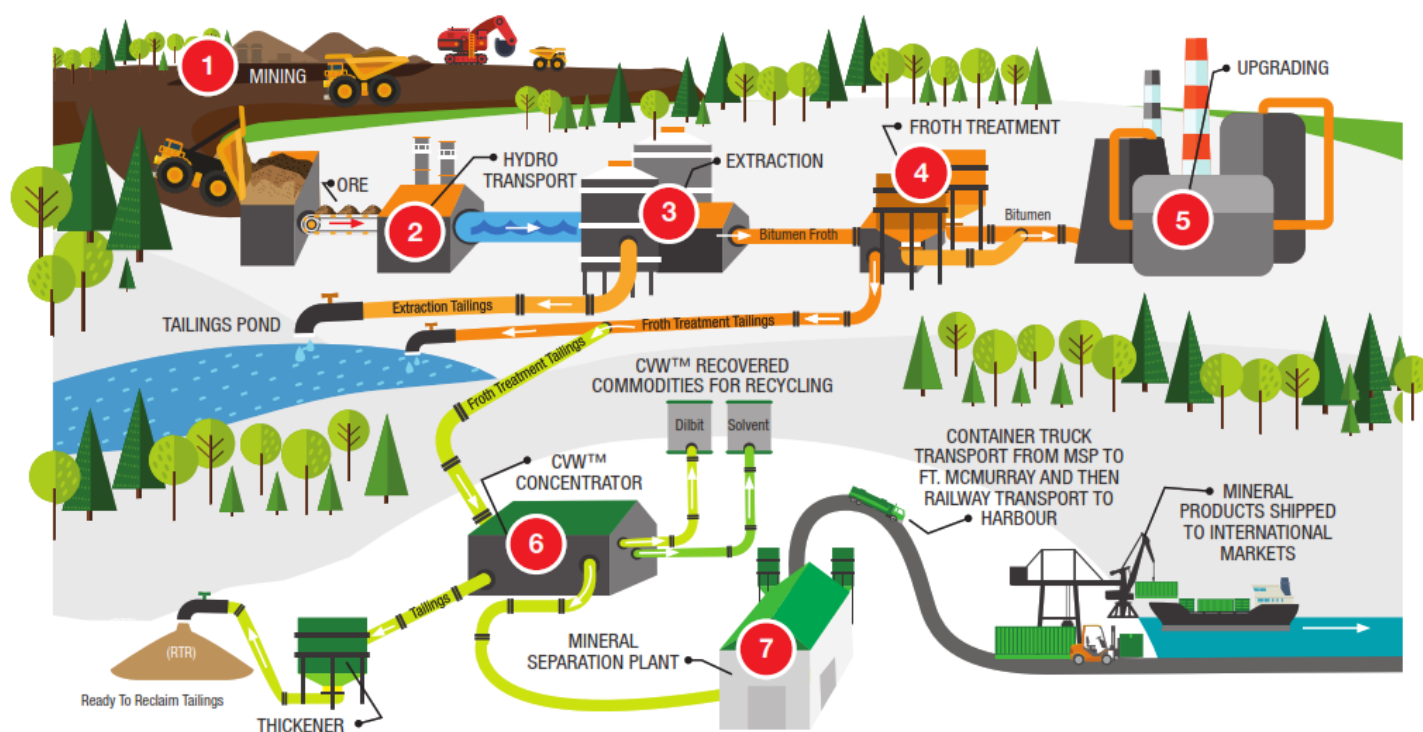 1
MINING
ORE
2
HYDRO
TRANSPORT
3
EXTRACTION
4
FROTH TREATMENT
5
UPGRADING
Bitumen
Bitumen Froth
Extraction Tailings
Froth Treatment Tailings
TAILINGS POND
Froth Treatment Tailings
CVW™ RECOVERED
COMMODITIES FOR RECYCLING
Dilbit
Solvent
CVW™
CONCENTRATOR
6
CONTAINER TRUCK
TRANSPORT FROM MSP TO
FT. MCMURRAY AND THEN
RAILWAY TRANSPORT TO
HARBOUR
MINERAL
PRODUCTS SHIPPED
TO INTERNATIONAL
MARKETS
Tailings
(RTR)
Ready To Reclaim Tailings
THICKENER
MINERAL
SEPARATION PLANT
7